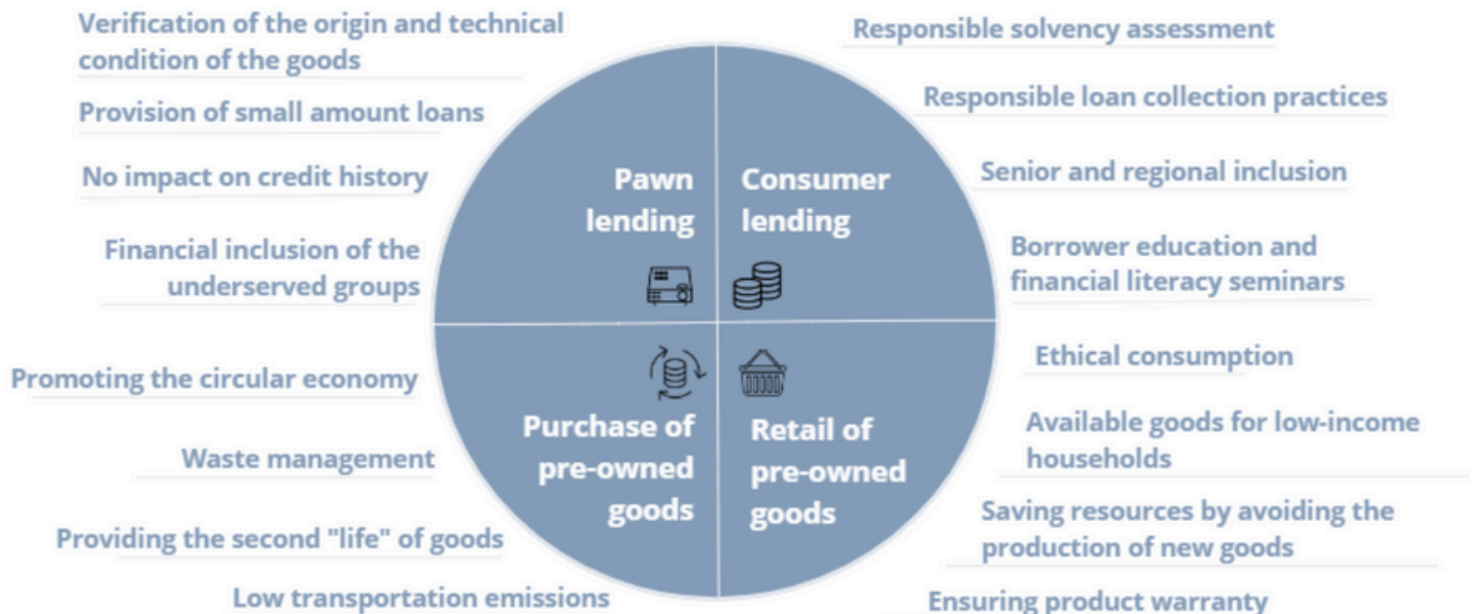 Verification of the origin and technical
condition of the goods
Provision of small amount loans
No impact on credit history
Financial inclusion of the
underserved groups
Pawn
lending
Responsible solvency assessment
Responsible loan collection practices
Senior and regional inclusion
Borrower education and
financial literacy seminars
Consumer
lending
Promoting the circular economy
Waste management
Providing the second "life" of goods
Low transportation emissions
Purchase of
pre-owned
goods
Ethical consumption
Available goods for low-income
households
Saving resources by avoiding the
production of new goods
Ensuring product warranty
Retail of
pre-owned
goods